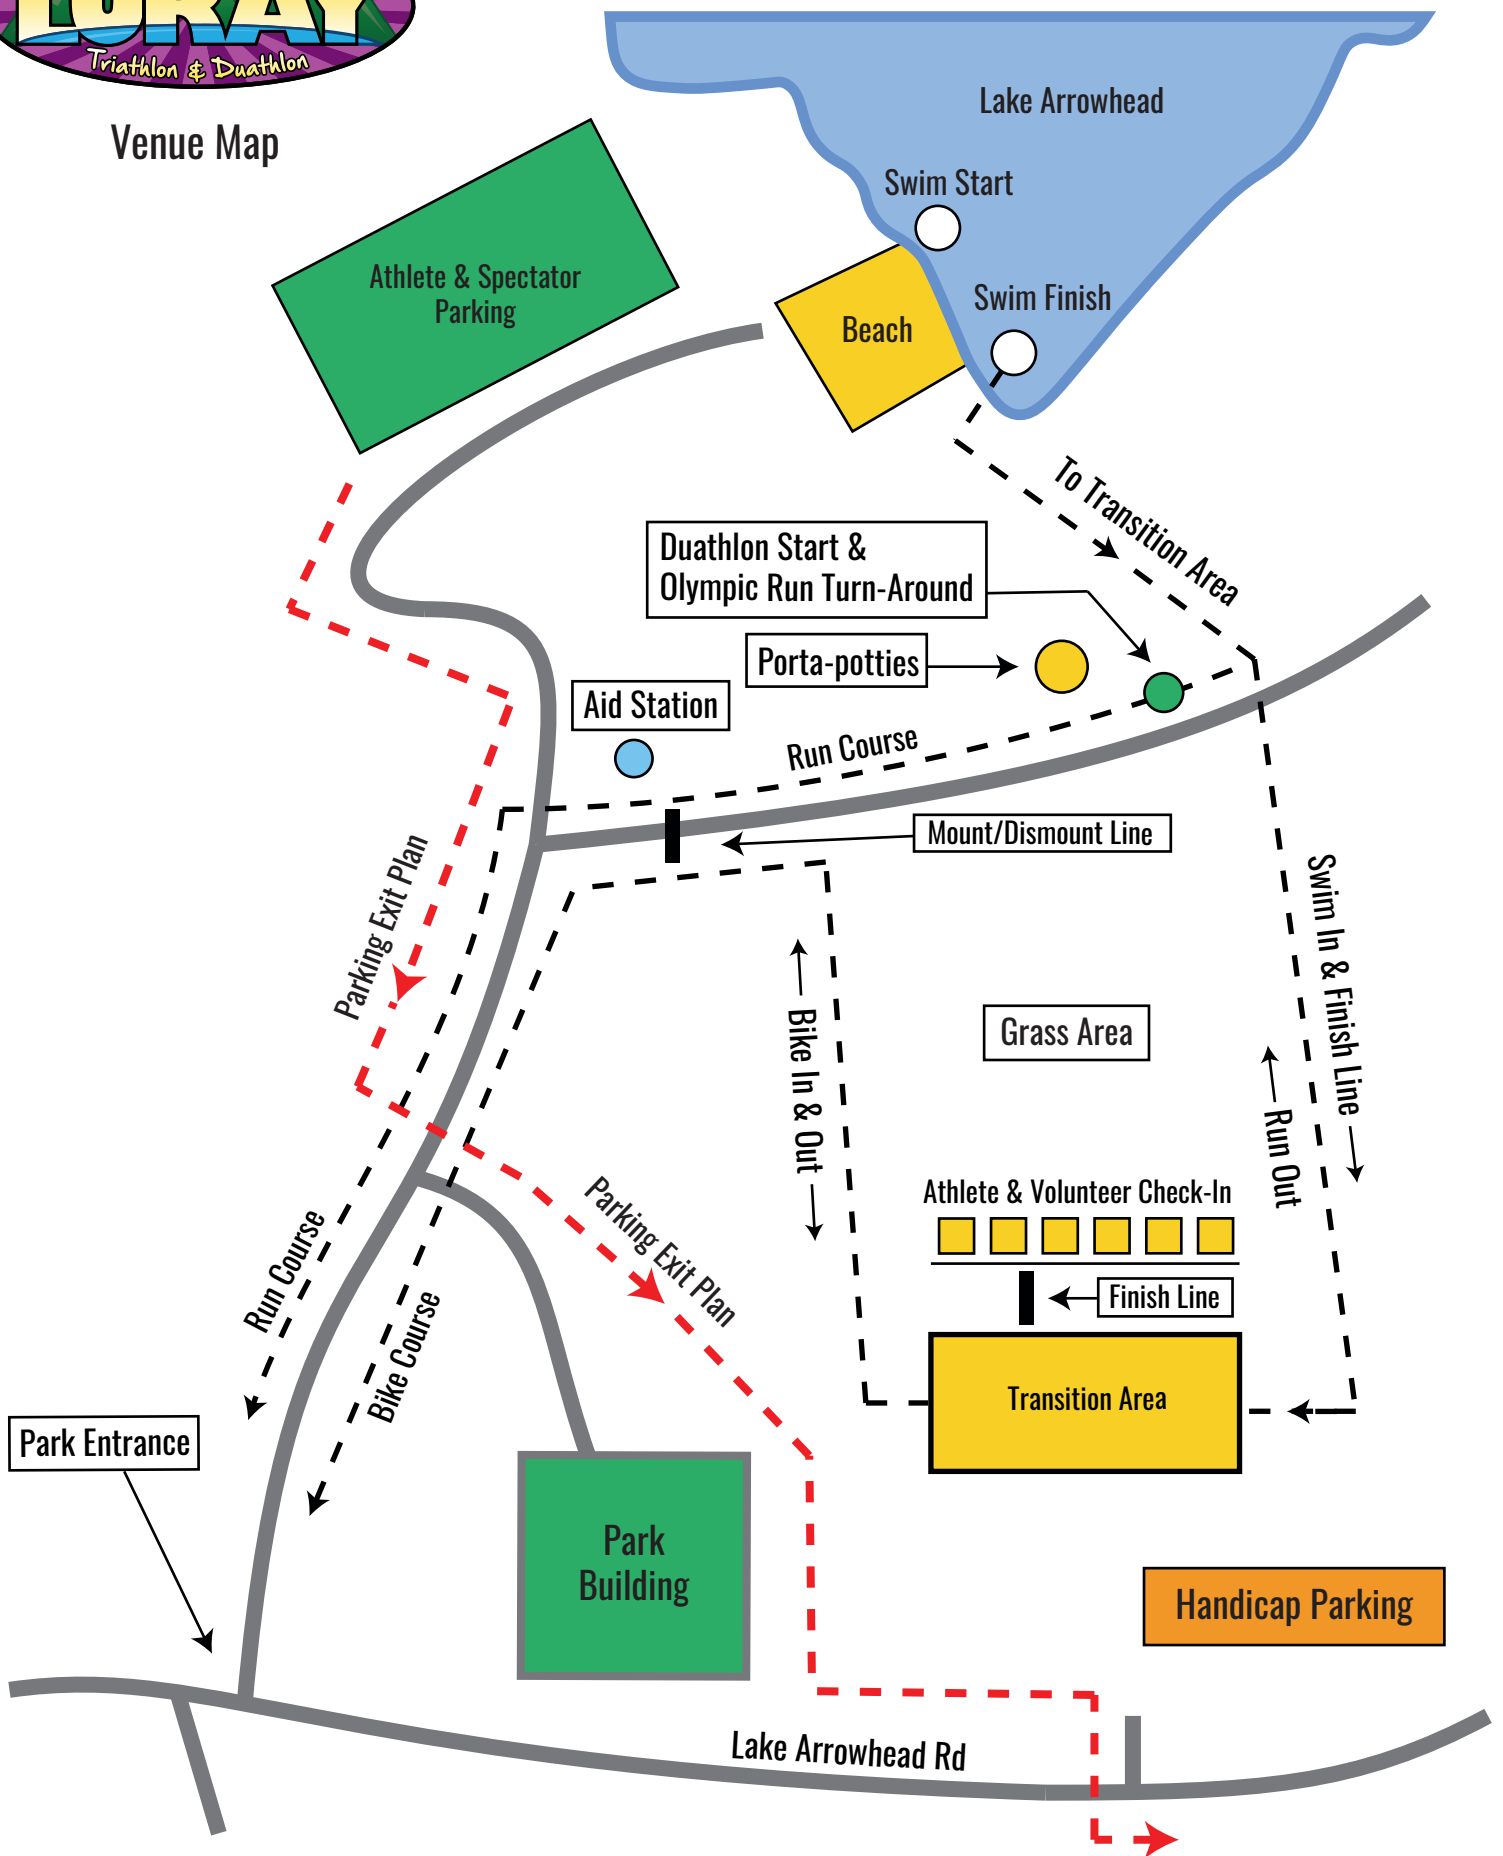 LURAY
Triathlon & Duathlon
Venue Map
Lake Arrowhead
Swim Start
Athlete & Spectator
Parking
Swim Finish
Beach
To Transition Area
Duathlon Start &
Olympic Run Turn-Around
Porta-potties
Aid Station
Run Course
Mount/Dismount Line
Parking Exit Plan
Swim In & Finish Line
Grass Area
Bike In & Out
Run Out
Athlete & Volunteer Check-In
Parking Exit Plan
Run Course
Finish Line
Bike Course
Transition Area
Park Entrance
Park
Building
Handicap Parking
Lake Arrowhead Rd